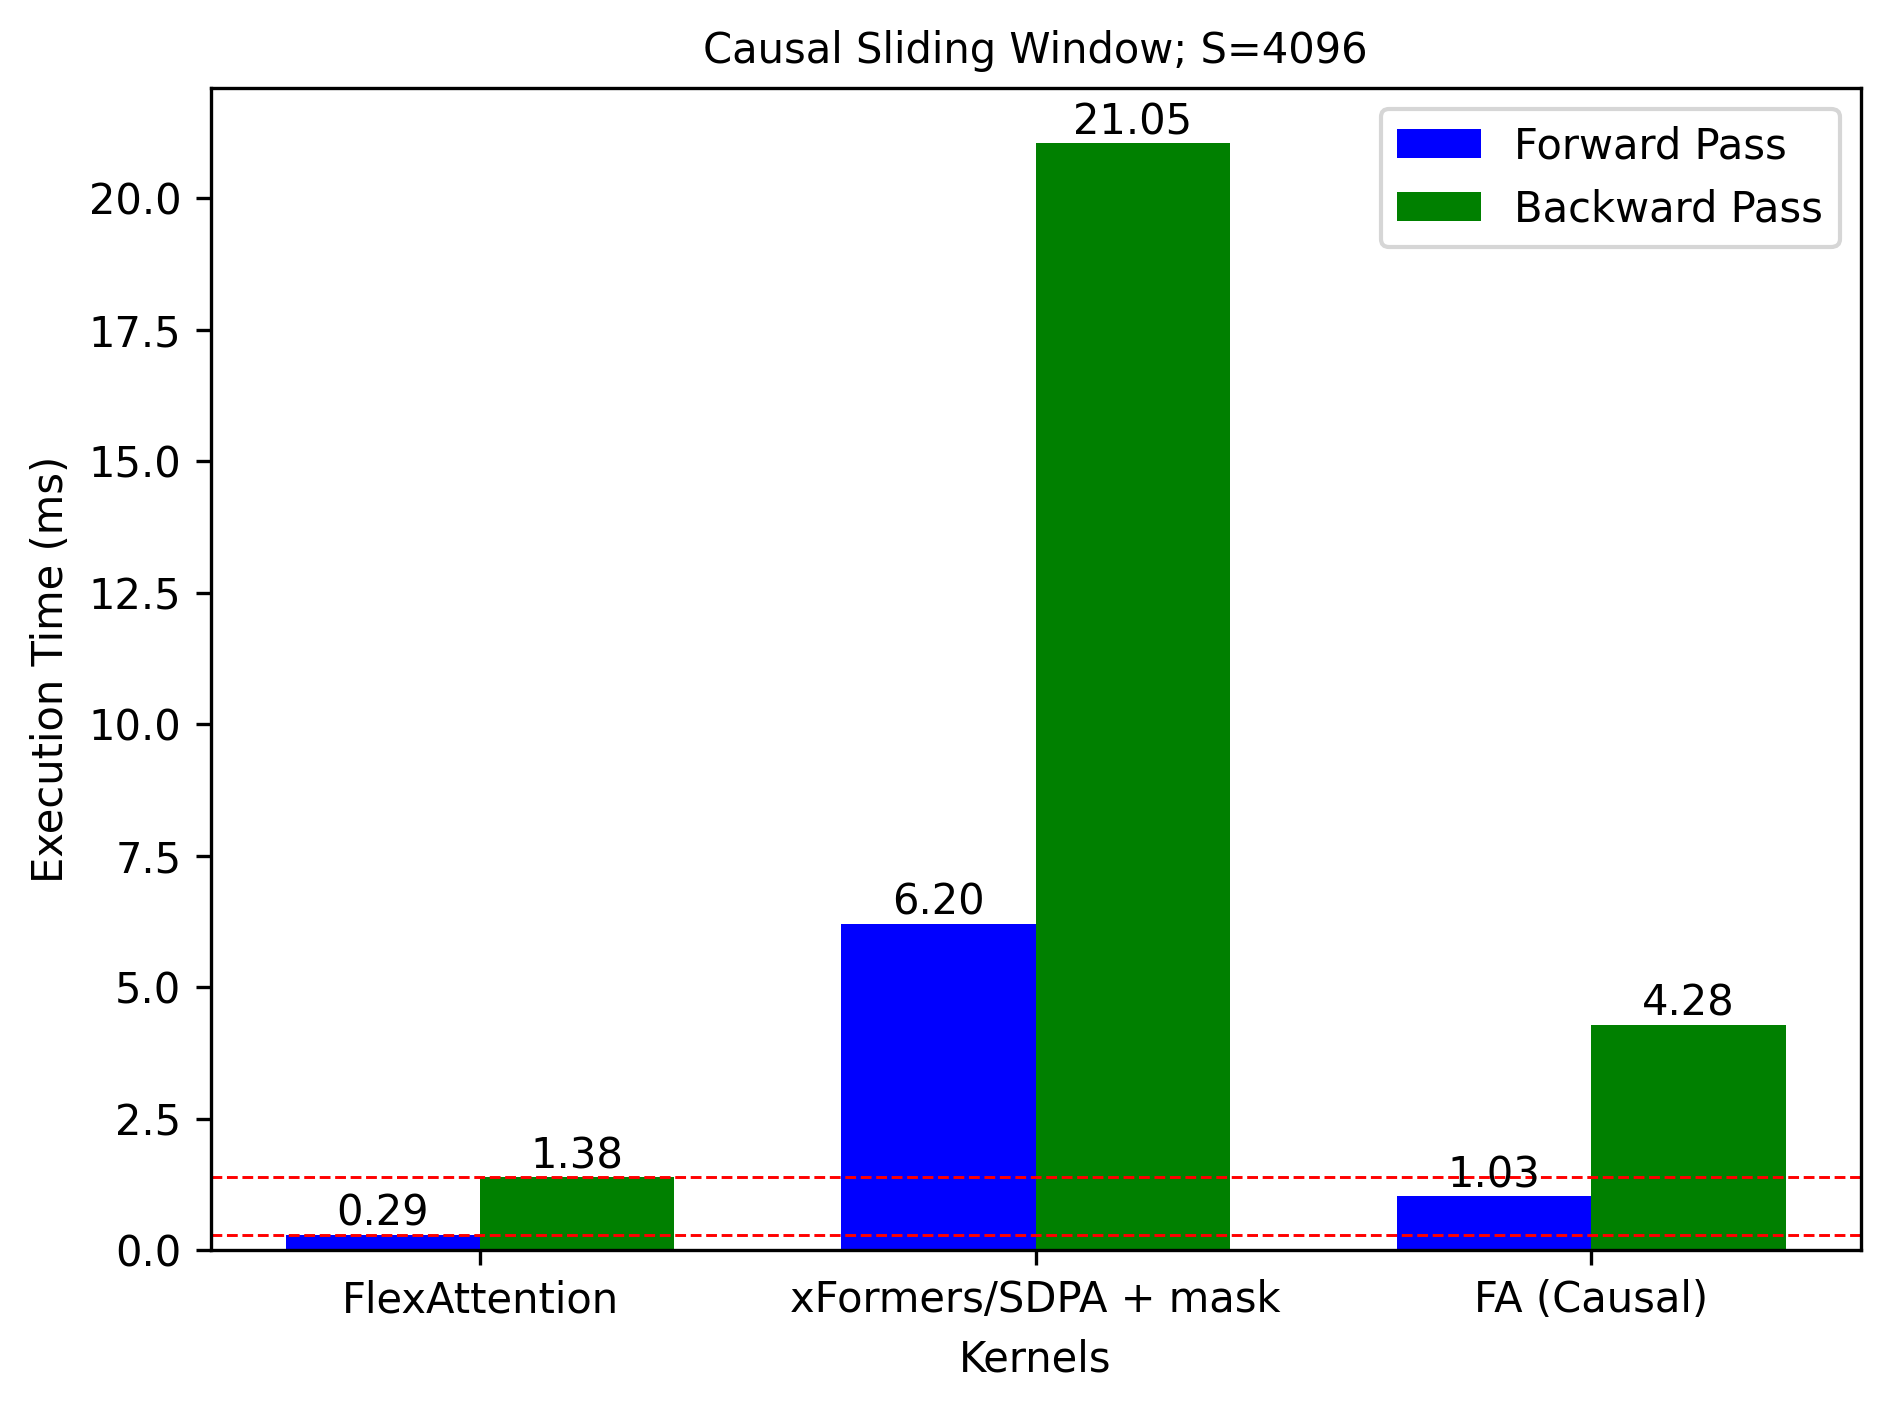 Causal Sliding Window; S=4096
Forward Pass
Backward Pass
Execution Time (ms)
20.0
17.5
15.0
12.5
10.0
7.5
5.0
2.5
0.0
0.29
1.38
6.20
21.05
1.03
4.28
FlexAttention
xFormers/SDPA + mask
FA (Causal)
Kernels